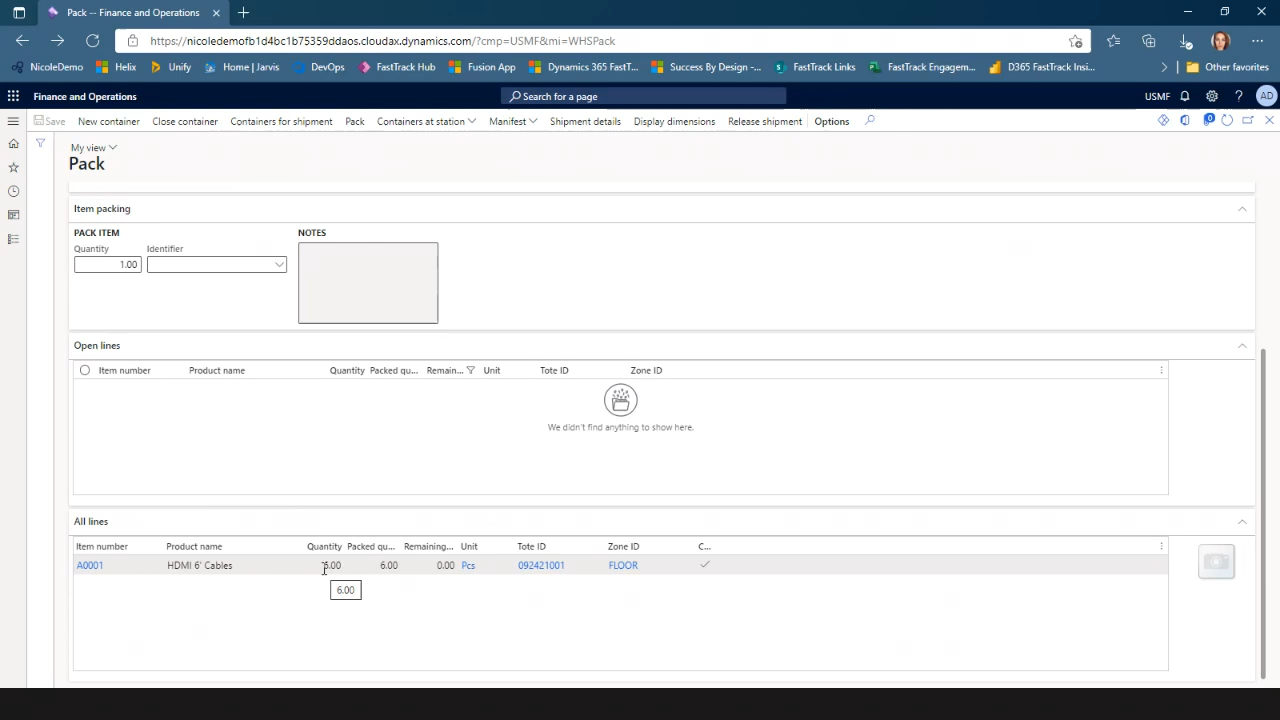 Pack -- Finance and Operations
https://nicoledemofb1d4bc1b75359ddaos.cloudax.dynamics.com/?cmp=USMF&mi=WHSPack
NicoleDemo Helix Unify Home | Jarvis DevOps FastTrack Hub Fusion App Dynamics 365 FastT... Success By Design -... FastTrack Links FastTrack Engagem... D365 FastTrack Insi... Other favorites
Finance and Operations Search for a page USMF ? AD
Save New container Close container Containers for shipment Pack Containers at station Manifest Shipment details Display dimensions Release shipment Options 0
My view
Pack
Item packing
PACK ITEM NOTES
Quantity Identifier
1.00
Open lines
Item number Product name Quantity Packed qu... Remain... Unit Tote ID Zone ID
We didn't find anything to show here.
All lines
Item number Product name Quantity Packed qu... Remaining... Unit Tote ID Zone ID C...
A0001 HDMI 6' Cables 6.00 6.00 0.00 Pcs 092421001 FLOOR
6.00